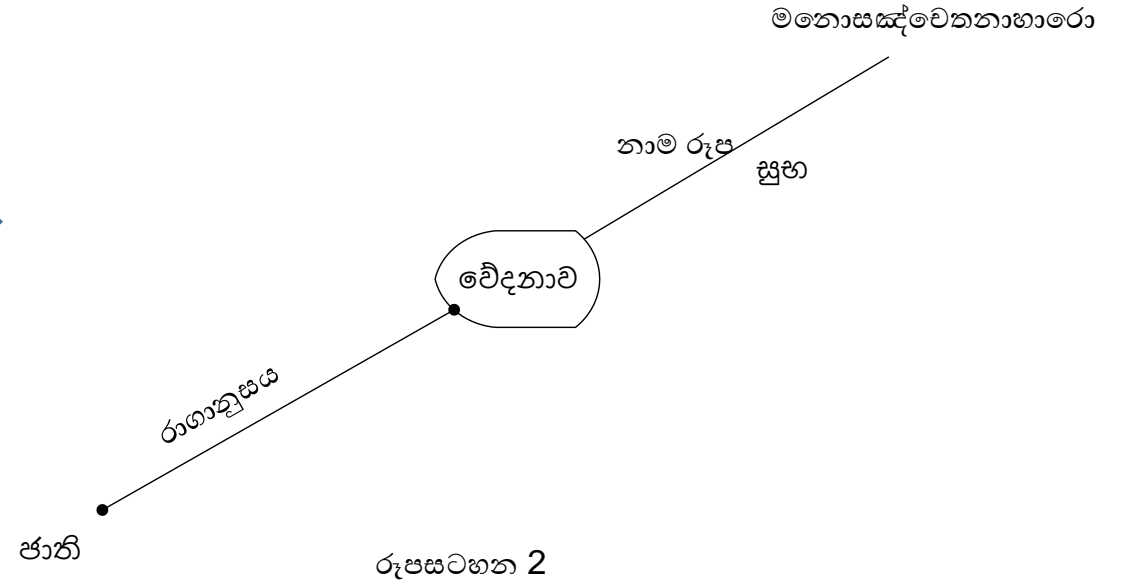 මනොසඤ්චෙතනාහාරො
නාම රූප
සුභ
වේදනාව
රාගානුසය
ජාති
රූපසටහන 2